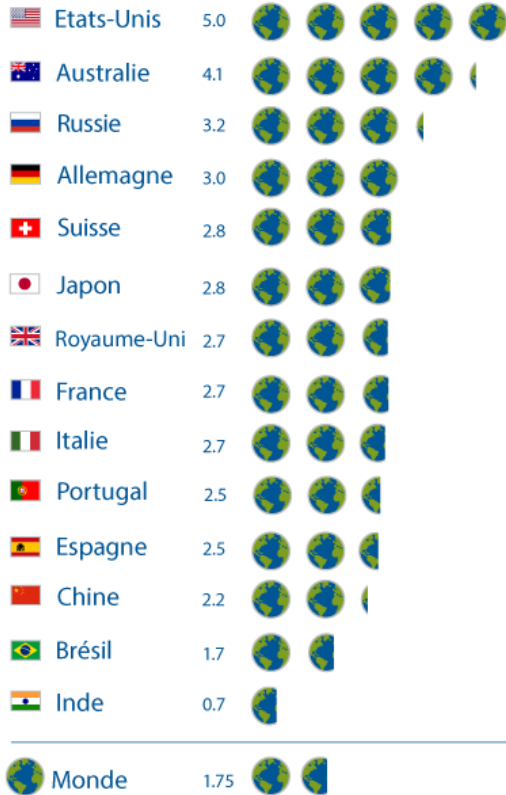 Etats-Unis 5.0
Australie 4.1
Russie 3.2
Allemagne 3.0
Suisse 2.8
Japon 2.8
Royaume-Uni 2.7
France 2.7
Italie 2.7
Portugal 2.5
Espagne 2.5
Chine 2.2
Brésil 1.7
Inde 0.7
Monde 1.75